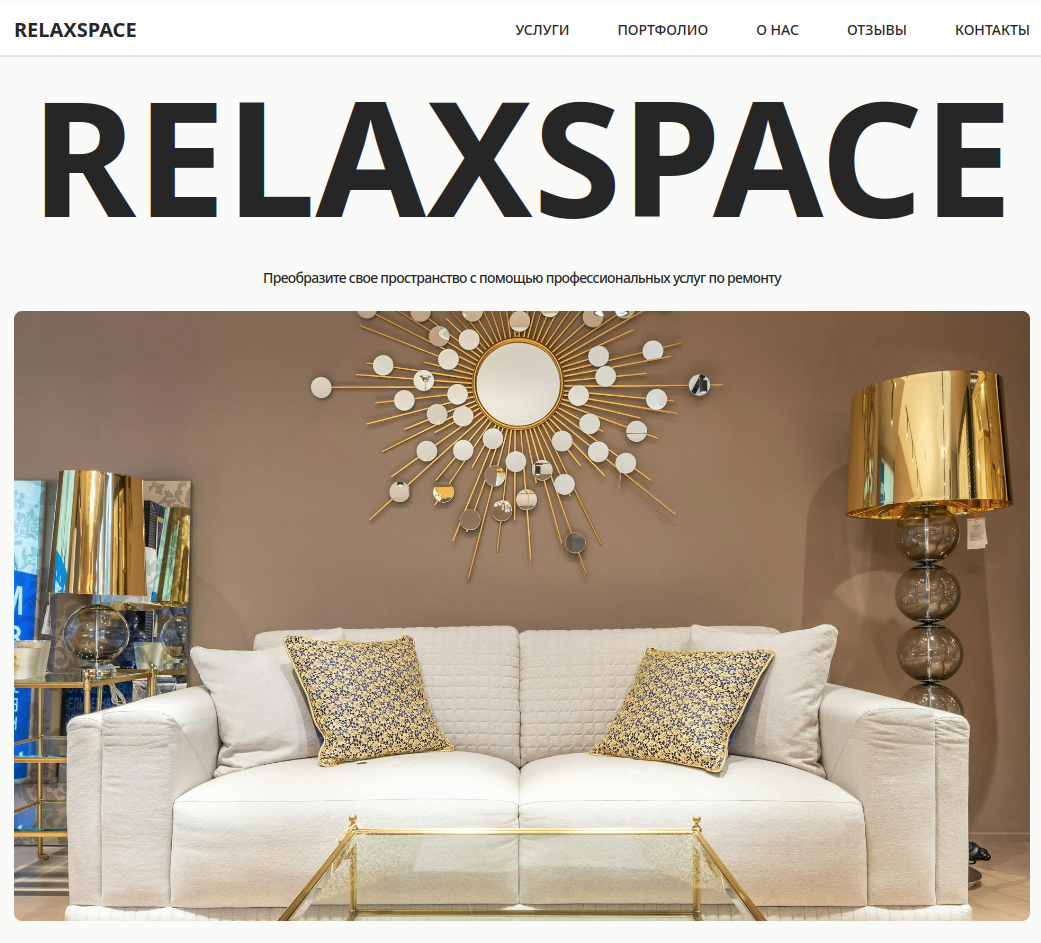 RELAXSPACE
УСЛУГИ ПОРТФОЛИО О НАС ОТЗЫВЫ КОНТАКТЫ
RELAXSPACE
Преобразите свое пространство с помощью профессиональных услуг по ремонту